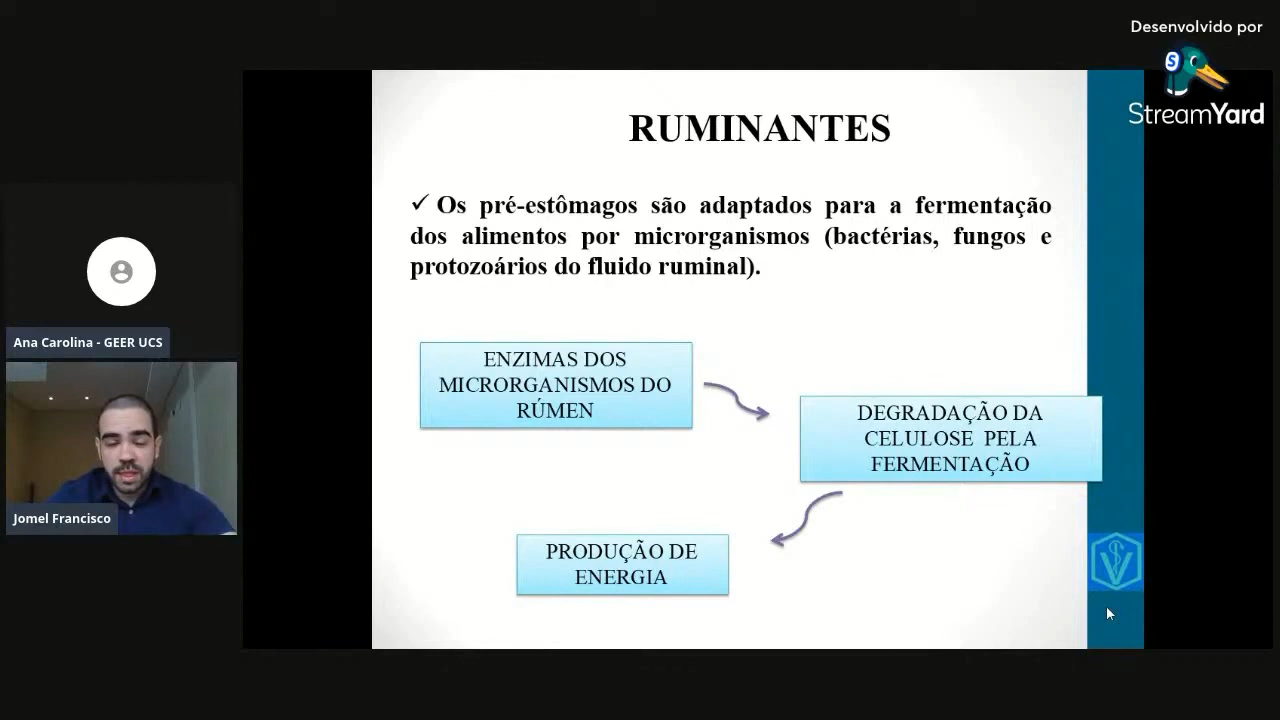 Desenvolvido por
StreamYard
RUMINANTES
✓ Os pré-estômagos são adaptados para a fermentação
dos alimentos por microrganismos (bactérias, fungos e
protozoários do fluido ruminal).
ENZIMAS DOS
MICRORGANISMOS DO
RÚMEN
DEGRADAÇÃO DA
CELULOSE PELA
FERMENTAÇÃO
PRODUÇÃO DE
ENERGIA
Ana Carolina - GEER UCS
Jomel Francisco